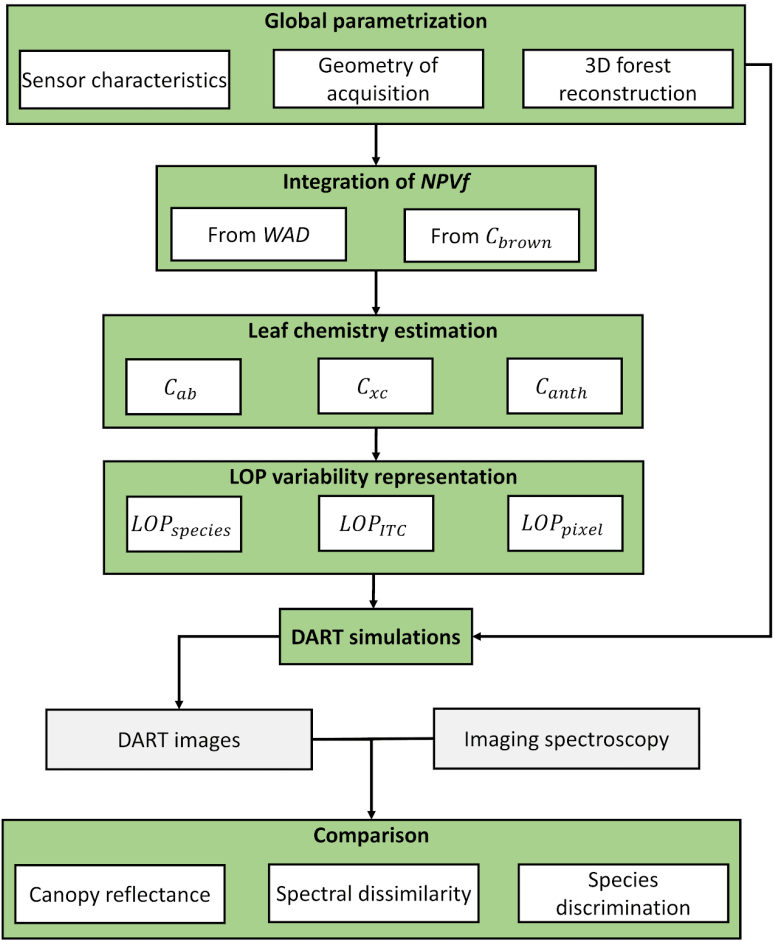 Global parametrization
Sensor characteristics
Geometry of
acquisition
3D forest
reconstruction
Integration of NPVf
From WAD
From C_brown
Leaf chemistry estimation
C_ab
C_xc
C_anth
LOP variability representation
LOP_species
LOP_ITC
LOP_pixel
DART simulations
DART images
Imaging spectroscopy
Comparison
Canopy reflectance
Spectral dissimilarity
Species
discrimination